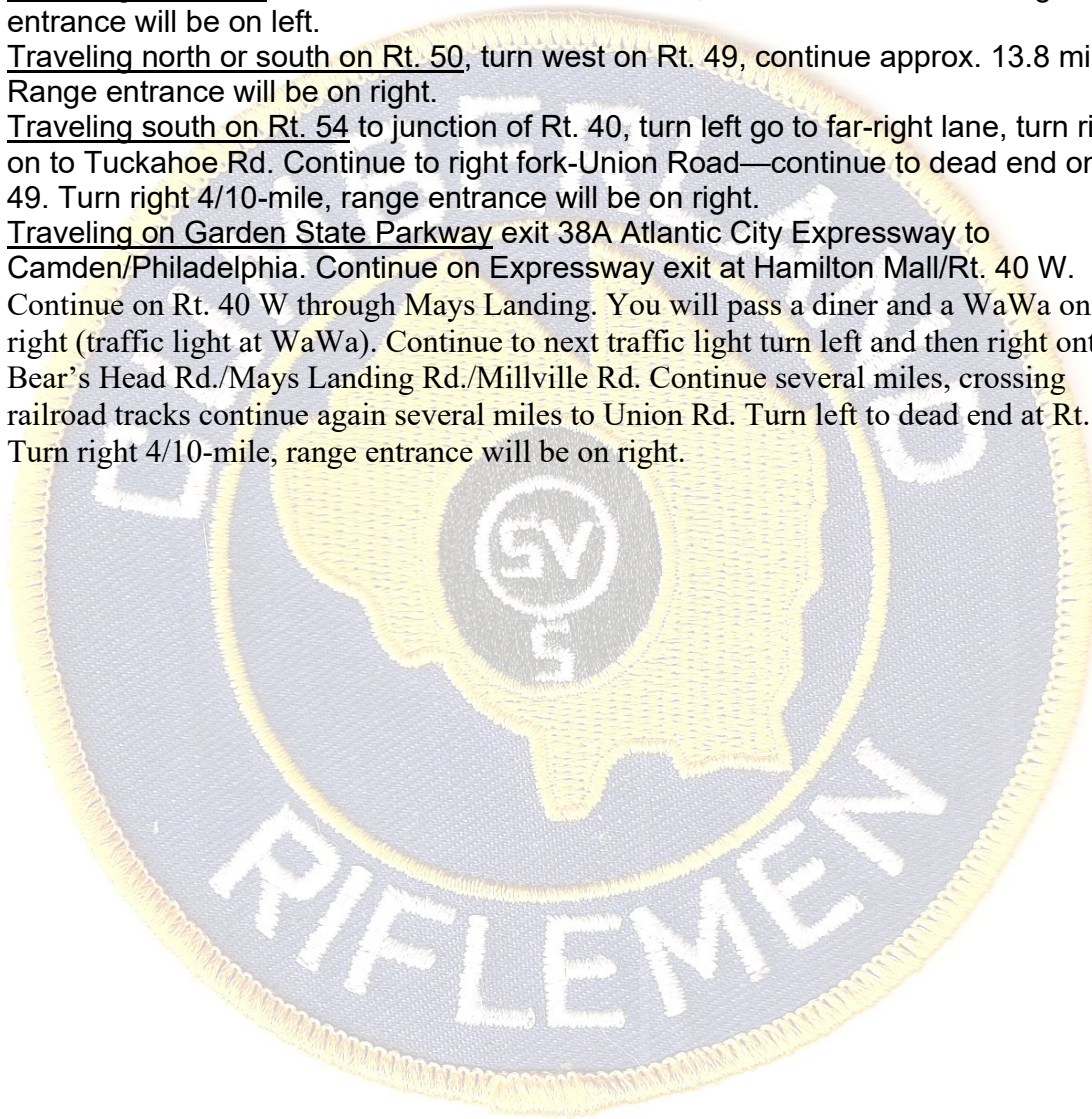 entrance will be on left.
Traveling north or south on Rt. 50, turn west on Rt. 49, continue approx. 13.8 mi
Range entrance will be on right.
Traveling south on Rt. 54 to junction of Rt. 40, turn left go to far-right lane, turn ri
on to Tuckahoe Rd. Continue to right fork-Union Road—continue to dead end on
49. Turn right 4/10-mile, range entrance will be on right.
Traveling on Garden State Parkway exit 38A Atlantic City Expressway to
Camden/Philadelphia. Continue on Expressway exit at Hamilton Mall/Rt. 40 W.
Continue on Rt. 40 W through Mays Landing. You will pass a diner and a WaWa on
right (traffic light at WaWa). Continue to next traffic light turn left and then right ont
Bear's Head Rd./Mays Landing Rd./Millville Rd. Continue several miles, crossing
railroad tracks continue again several miles to Union Rd. Turn left to dead end at Rt.
Turn right 4/10-mile, range entrance will be on right.
CUMBERLAND
SV
S
RIFLEMEN